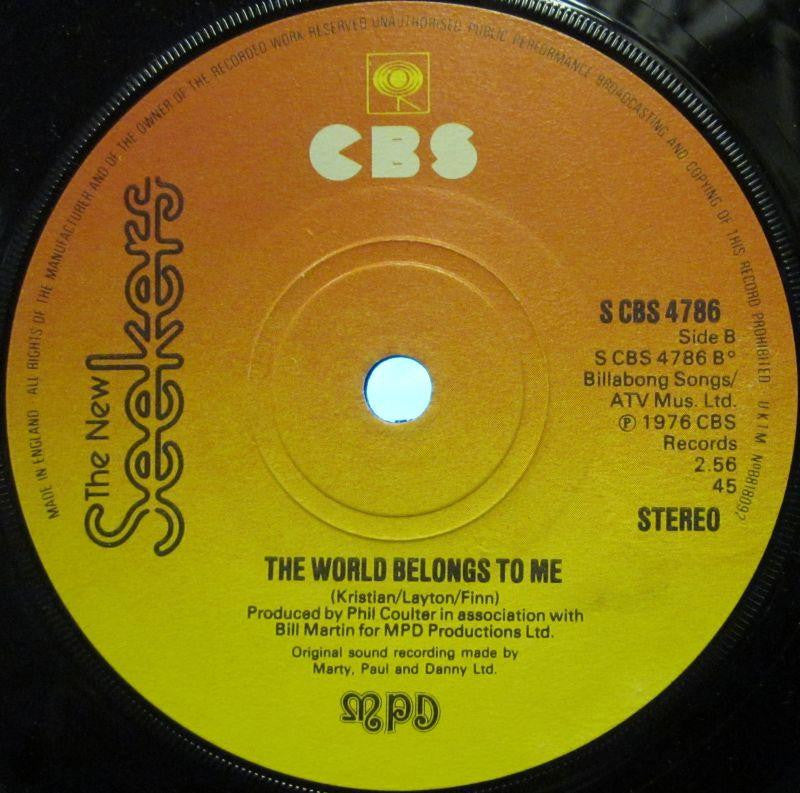 MADE IN ENGLAND ALL RIGHTS OF THE MANUFACTURER AND OF THE OWNER OF THE RECORDED WORK RESERVED UNAUTHORISED PUBLIC PERFORMANCE BROADCASTING AND COPYING OF THIS RECORD PROHIBITED
CBS
The New
Seekers
S CBS 4786
Side B
S CBS 4786 B°
Billabong Songs/
ATV Mus. Ltd.
℗ 1976 CBS
Records
2.56
45
STEREO
THE WORLD BELONGS TO ME
(Kristian/Layton/Finn)
Produced by Phil Coulter in association with
Bill Martin for MPD Productions Ltd.
Original sound recording made by
Marty, Paul and Danny Ltd.
MPD